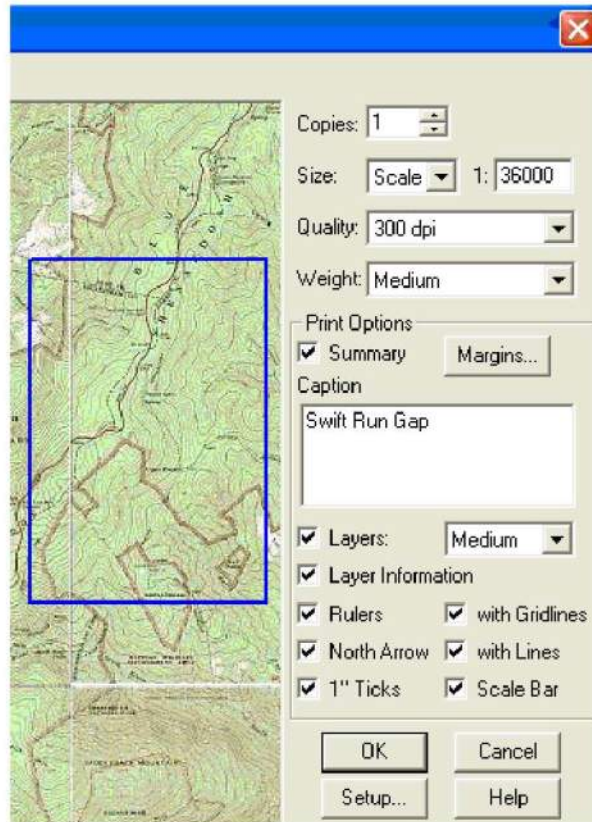 Copies: 1
Size: Scale 1: 36000
Quality: 300 dpi
Weight: Medium
Print Options
Summary Margins...
Caption
Swift Run Gap
Layers: Medium
Layer Information
Rulers with Gridlines
North Arrow with Lines
1" Ticks Scale Bar
OK Cancel
Setup... Help